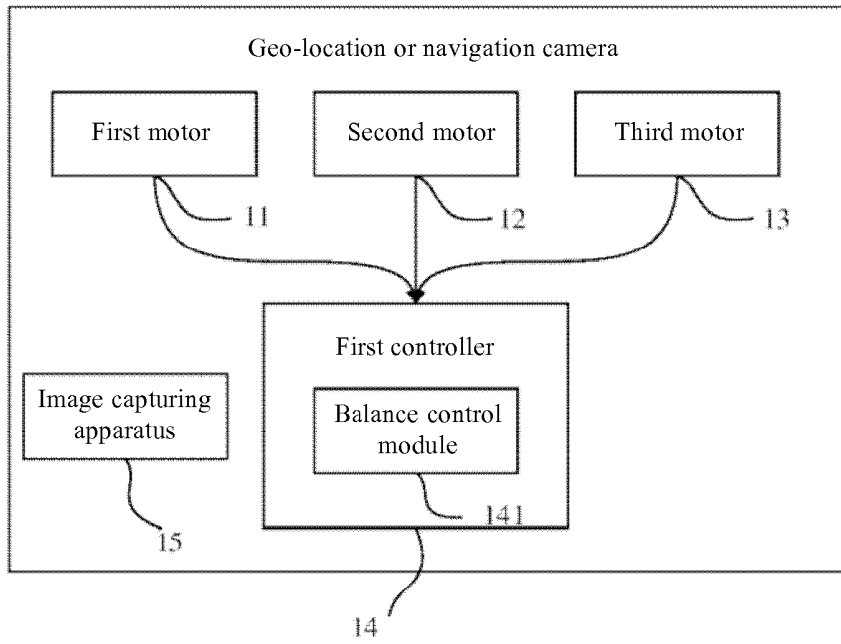 Geo-location or navigation camera
First motor
Second motor
Third motor
11
12
13
First controller
Image capturing
apparatus
Balance control
module
141
15
14